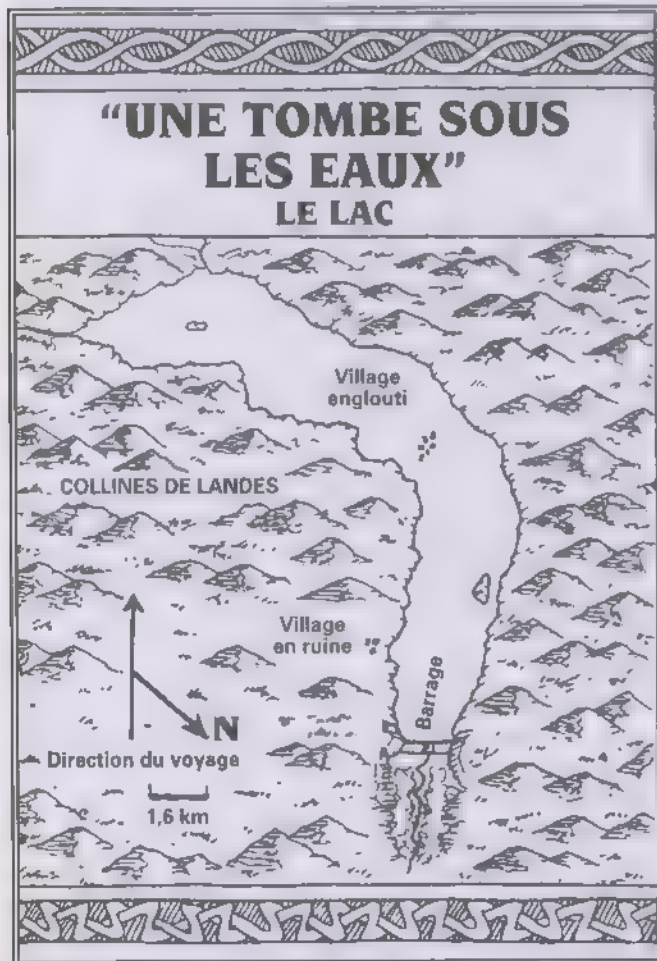 "UNE TOMBE SOUS
LES EAUX"
LE LAC
Village
englouti
COLLINES DE LANDES
Village
en ruine
Barrage
N
Direction du voyage
1,6 km